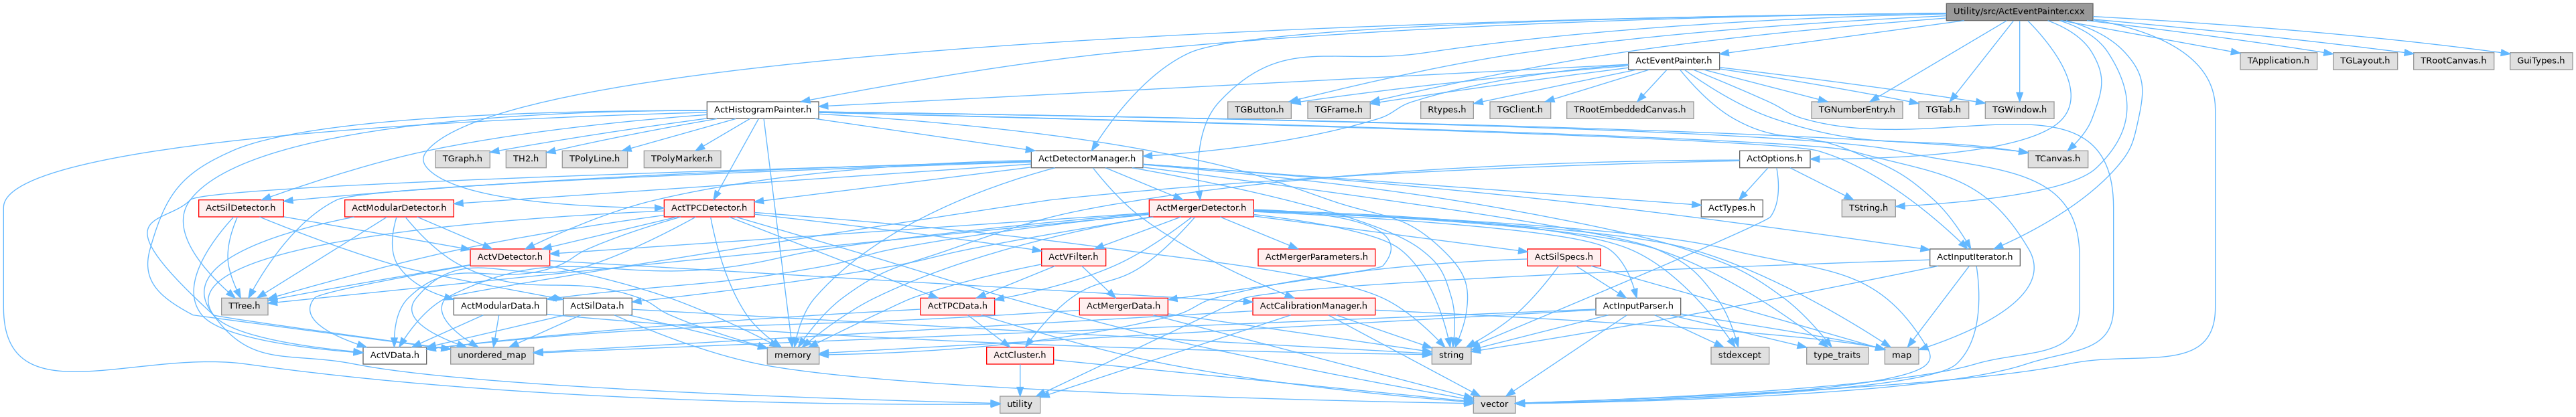 Utility/src/ActEventPainter.cxx
ActEventPainter.h
TApplication.h
TGLayout.h
TRootCanvas.h
GuiTypes.h
ActHistogramPainter.h
TGButton.h
TGFrame.h
Rtypes.h
TGClient.h
TRootEmbeddedCanvas.h
TGNumberEntry.h
TGTab.h
TGWindow.h
TGraph.h
TH2.h
TPolyLine.h
TPolyMarker.h
ActDetectorManager.h
ActOptions.h
TCanvas.h
ActSilDetector.h
ActModularDetector.h
ActTPCDetector.h
ActMergerDetector.h
ActTypes.h
TString.h
ActVDetector.h
ActVFilter.h
ActMergerParameters.h
ActSilSpecs.h
ActInputIterator.h
TTree.h
ActModularData.h
ActSilData.h
ActTPCData.h
ActMergerData.h
ActCalibrationManager.h
ActInputParser.h
ActVData.h
unordered_map
memory
ActCluster.h
string
stdexcept
type_traits
map
utility
vector